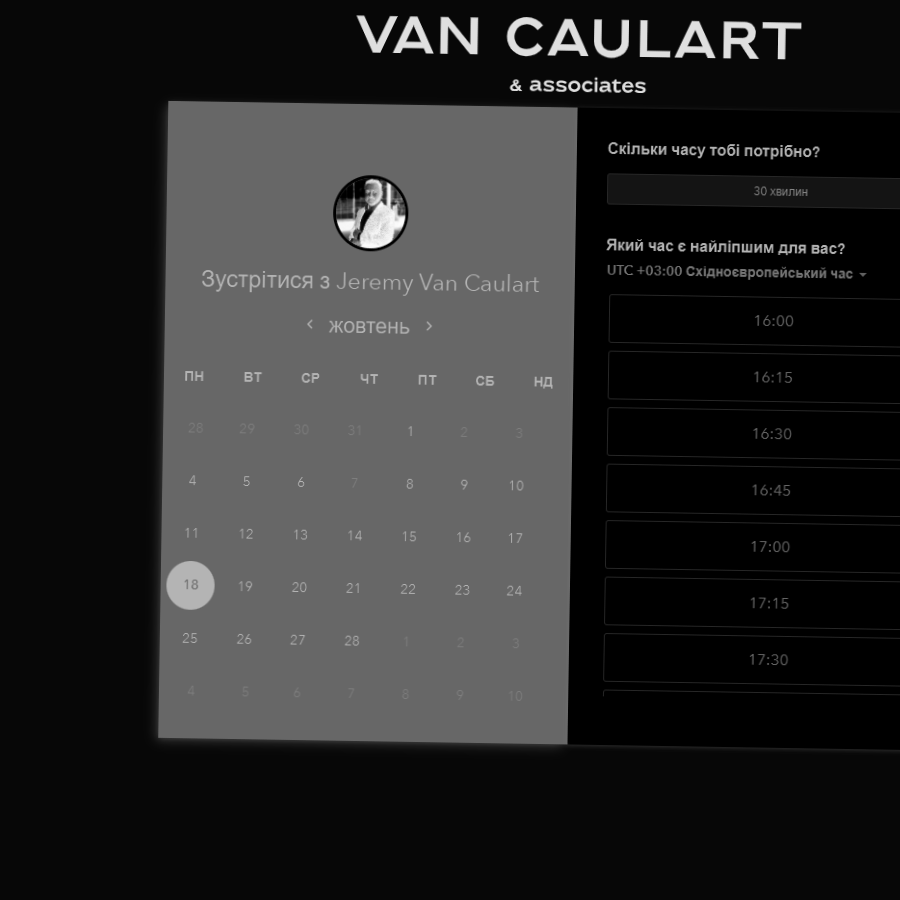 VAN CAULART
& associates
Зустрітися з Jeremy Van Caulart
жовтень
ПН ВТ СР ЧТ ПТ СБ НД
28 29 30 31 1 2 3
4 5 6 7 8 9 10
11 12 13 14 15 16 17
18 19 20 21 22 23 24
25 26 27 28 1 2 3
4 5 6 7 8 9 10
Скільки часу тобі потрібно?
30 хвилин
Який час є найліпшим для вас?
UTC +03:00 Східноєвропейський час
16:00
16:15
16:30
16:45
17:00
17:15
17:30